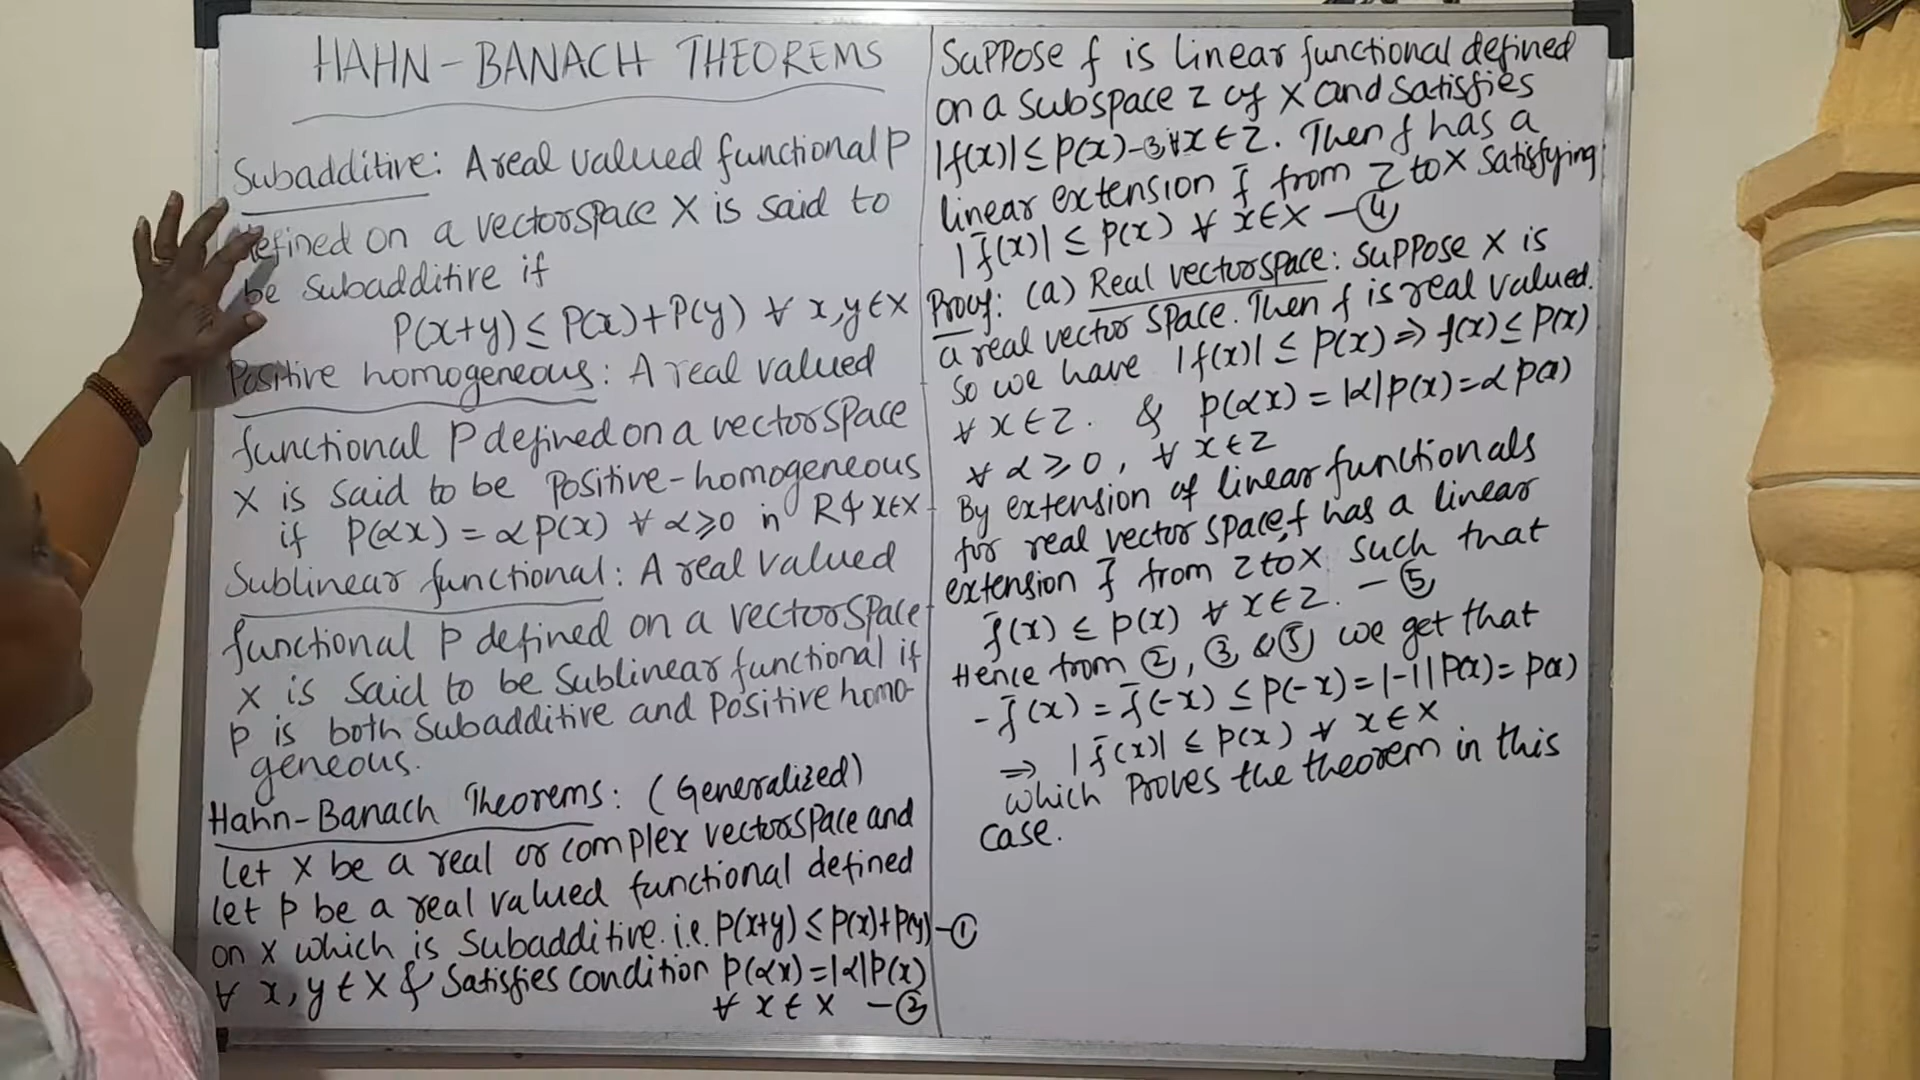 HAHN-BANACH THEOREMS
Subadditive: A real valued functional P
defined on a vectorspace X is said to
be Subadditive if
P(x+y) ≤ P(x)+P(y) ∀ x,y∈X
Positive homogeneous: A real valued
functional P defined on a vectorspace
X is said to be Positive-homogeneous
if P(αx) = αP(x) ∀ α≥0 in R & x∈X
Sublinear functional: A real valued
functional P defined on a vectorspace
X is said to be Sublinear functional if
P is both Subadditive and Positive homo-
geneous.
Hahn-Banach Theorems: (Generalized)
Let X be a real or complex vectorspace and
let p be a real valued functional defined
on X which is Subadditive. i.e. P(x+y) ≤ P(x)+P(y) -①
∀ x,y∈X & Satisfies condition P(αx)=|α|P(x)
∀ x∈X -②
Suppose f is linear functional defined
on a Subspace Z of X and Satisfies
|f(x)| ≤ P(x) -③ ∀ x∈Z. Then f has a
linear extension f̄ from Z to X Satisfying
|f̄(x)| ≤ P(x) ∀ x∈X -④
Proof: (a) Real vectorspace: Suppose X is
a real vector space. Then f is real valued.
So we have |f(x)| ≤ P(x) ⇒ f(x) ≤ P(x)
∀ x∈Z. & P(αx) = |α|p(x) = αP(x)
∀ α≥0, ∀ x∈Z
By extension of linear functionals
for real vector space, f has a linear
extension f̄ from Z to X such that
f̄(x) ≤ p(x) ∀ x∈Z. -⑤
Hence from ②, ③ & ⑤ we get that
-f̄(x) = f̄(-x) ≤ P(-x) = |-1|P(x) = P(x)
⇒ |f̄(x)| ≤ P(x) ∀ x∈X
which Proves the theorem in this
case.